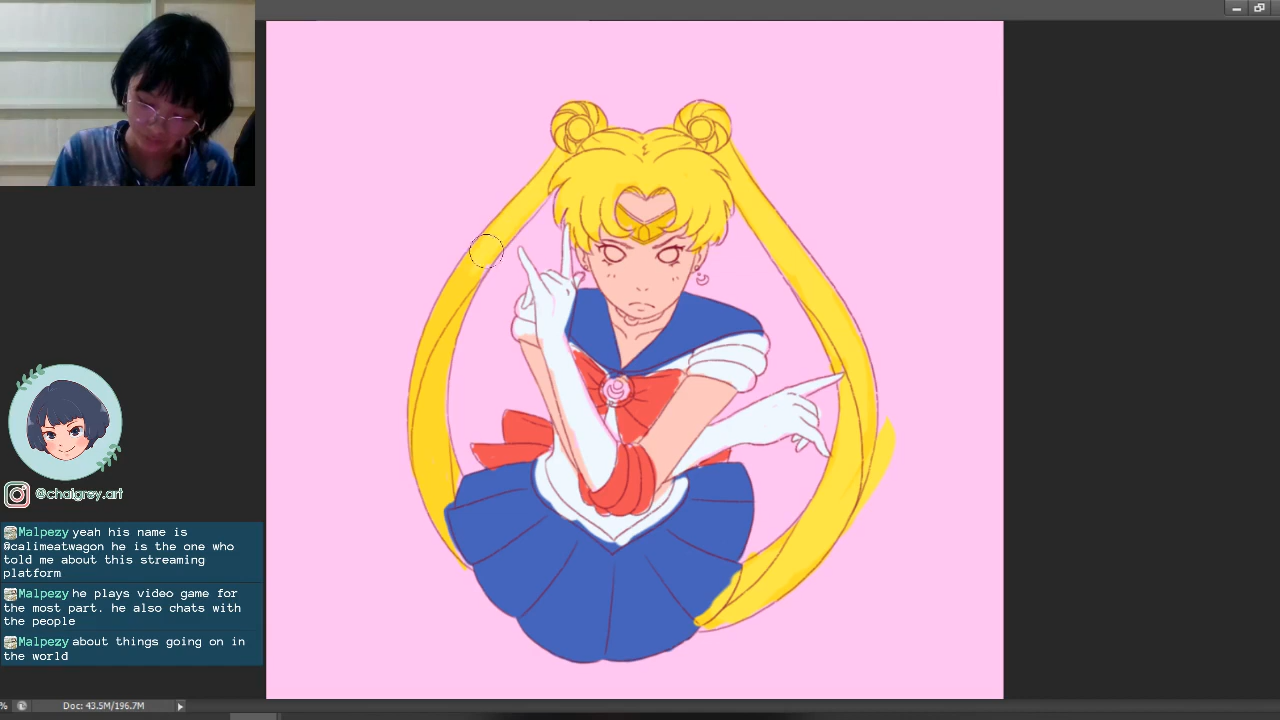 @chaigrey.art
Malpezy yeah his name is
@calimeatwagon he is the one who
told me about this streaming
platform
Malpezy he plays video game for
the most part. he also chats with
the people
Malpezy about things going on in
the world
% Doc: 43.5M/196.7M